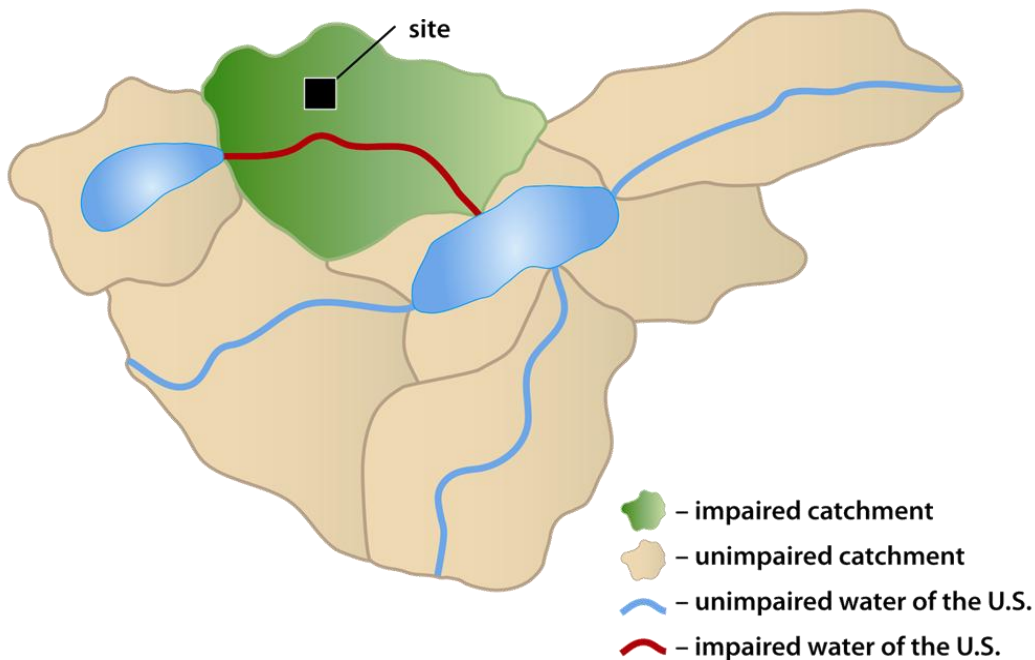 site
– impaired catchment
– unimpaired catchment
– unimpaired water of the U.S.
– impaired water of the U.S.